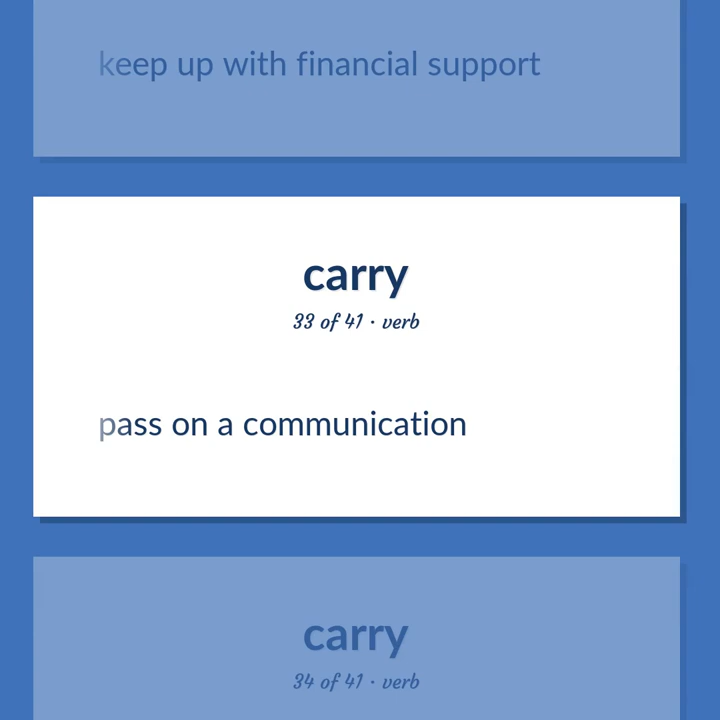 keep up with financial support
carry
33 of 41 · verb
pass on a communication
carry
34 of 41 · verb